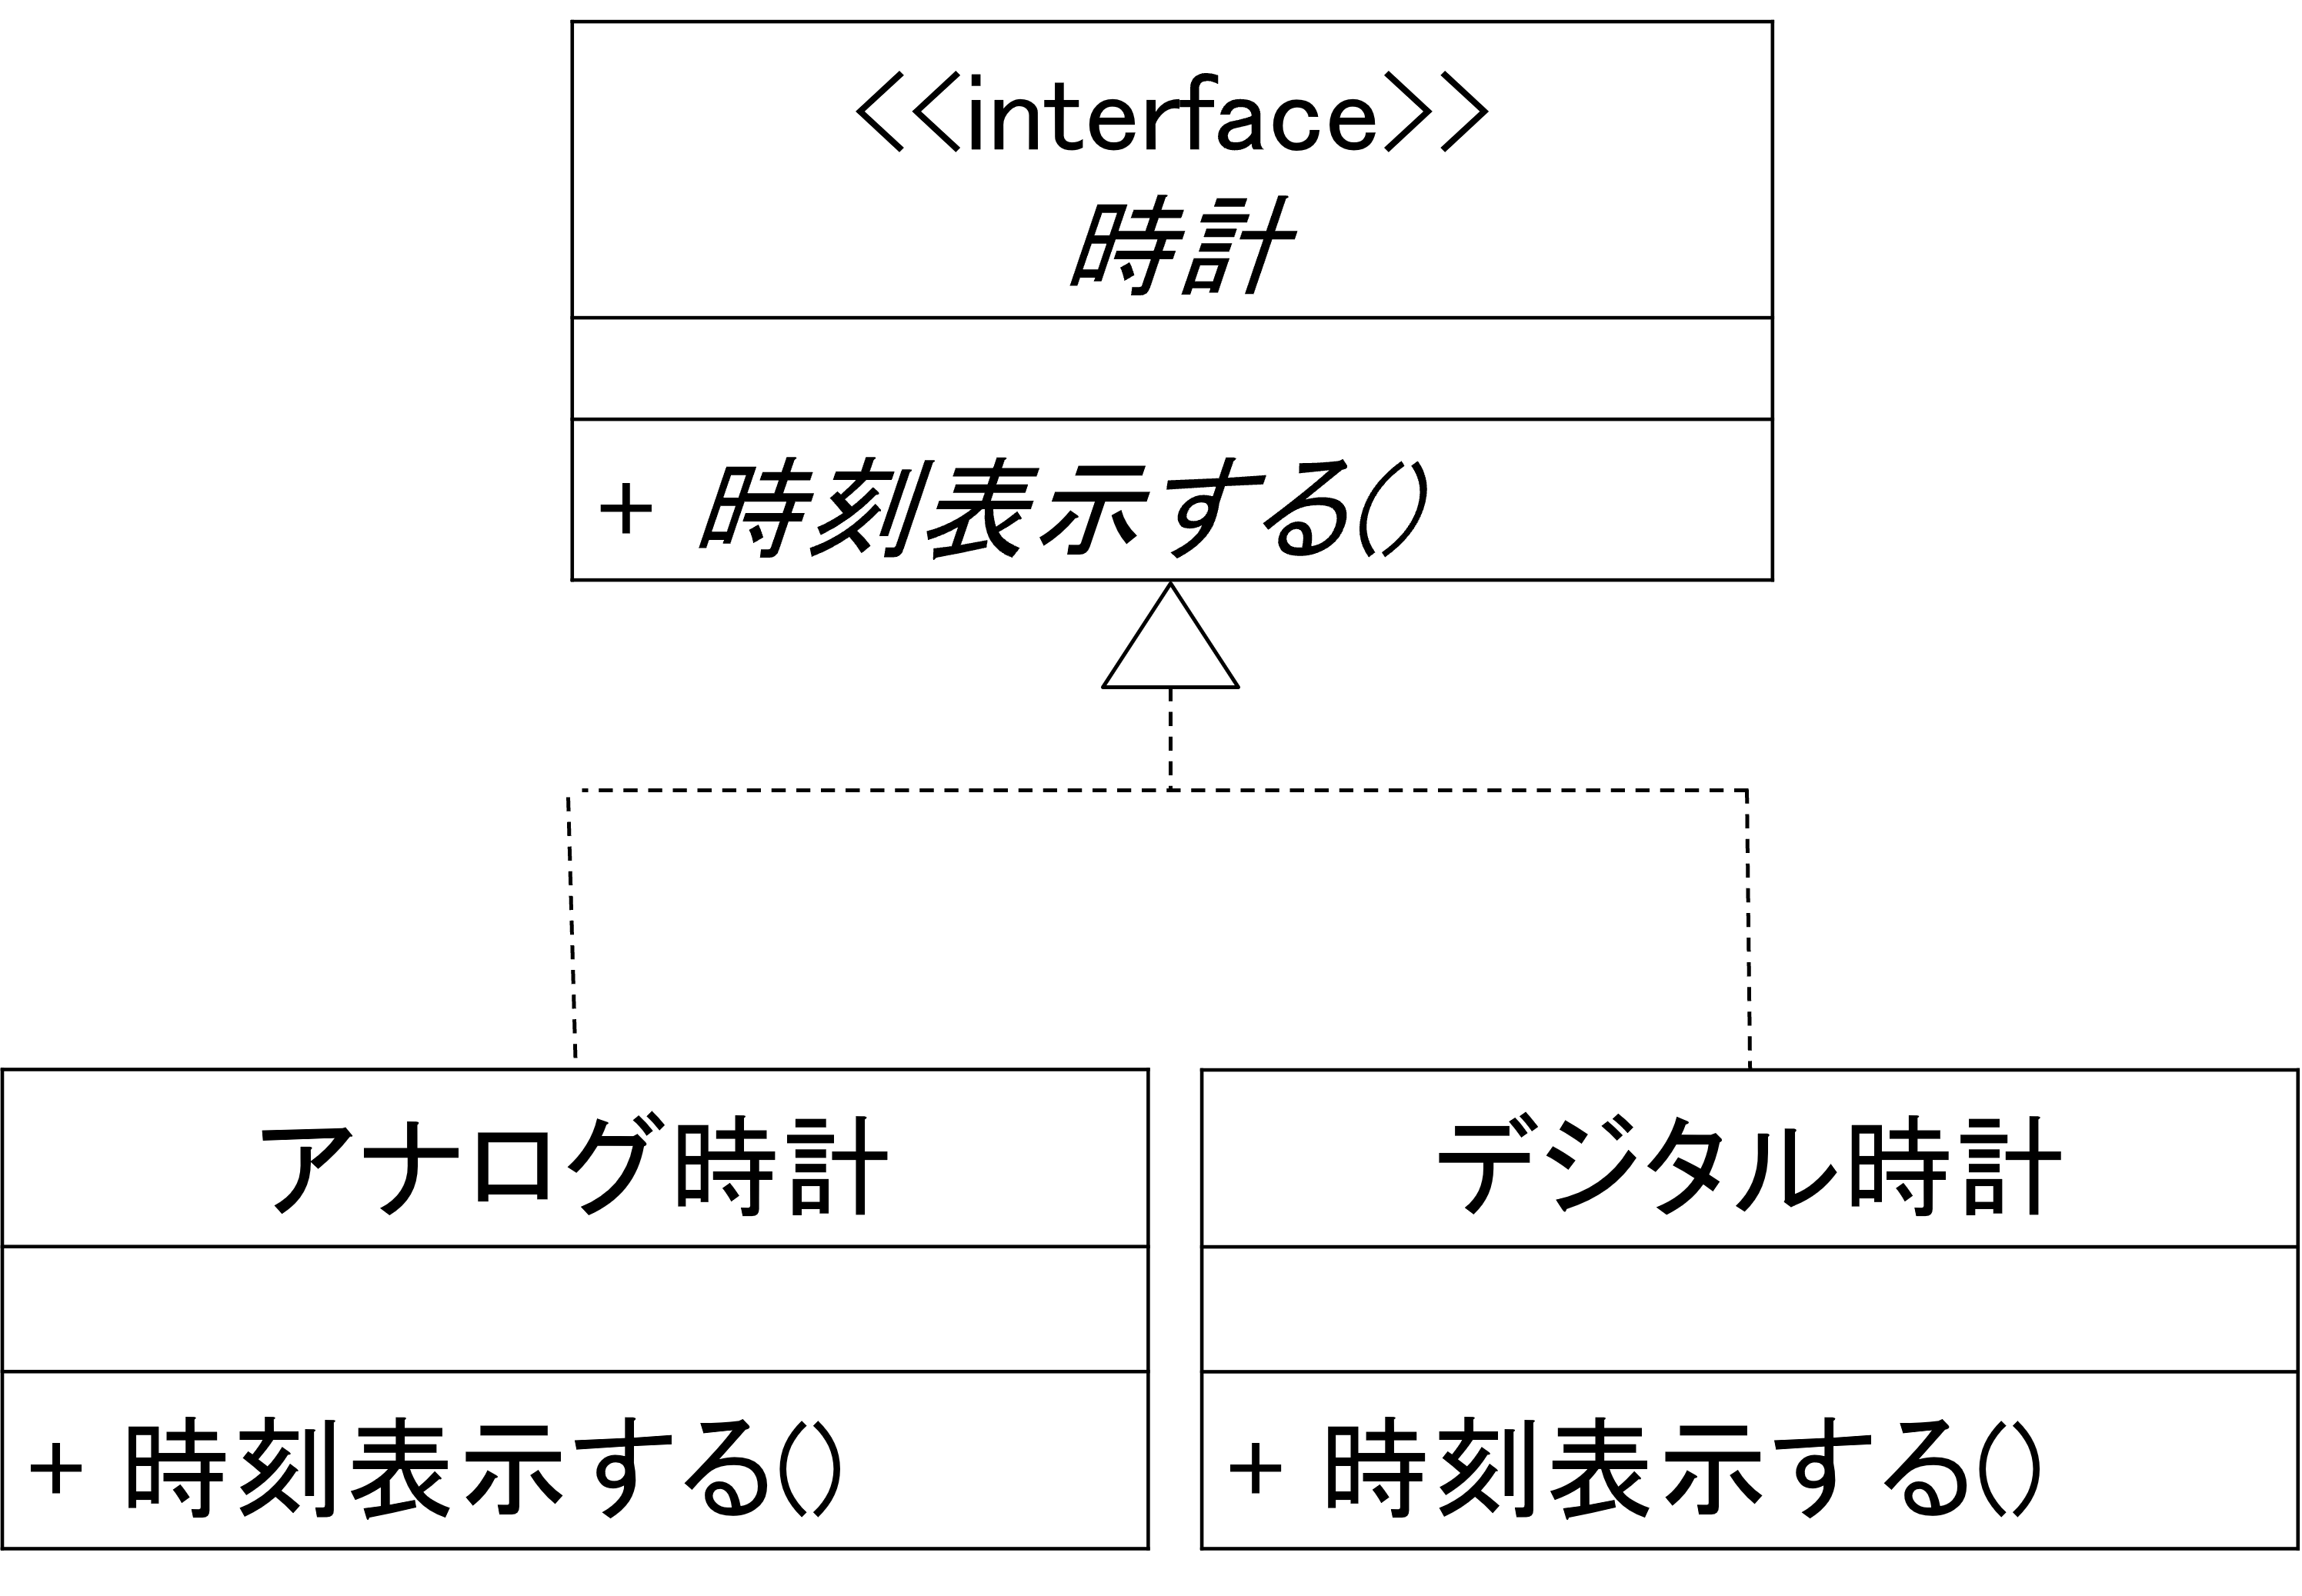 <<interface>>
時計
+ 時刻表示する()
アナログ時計
+ 時刻表示する()
デジタル時計
+ 時刻表示する()